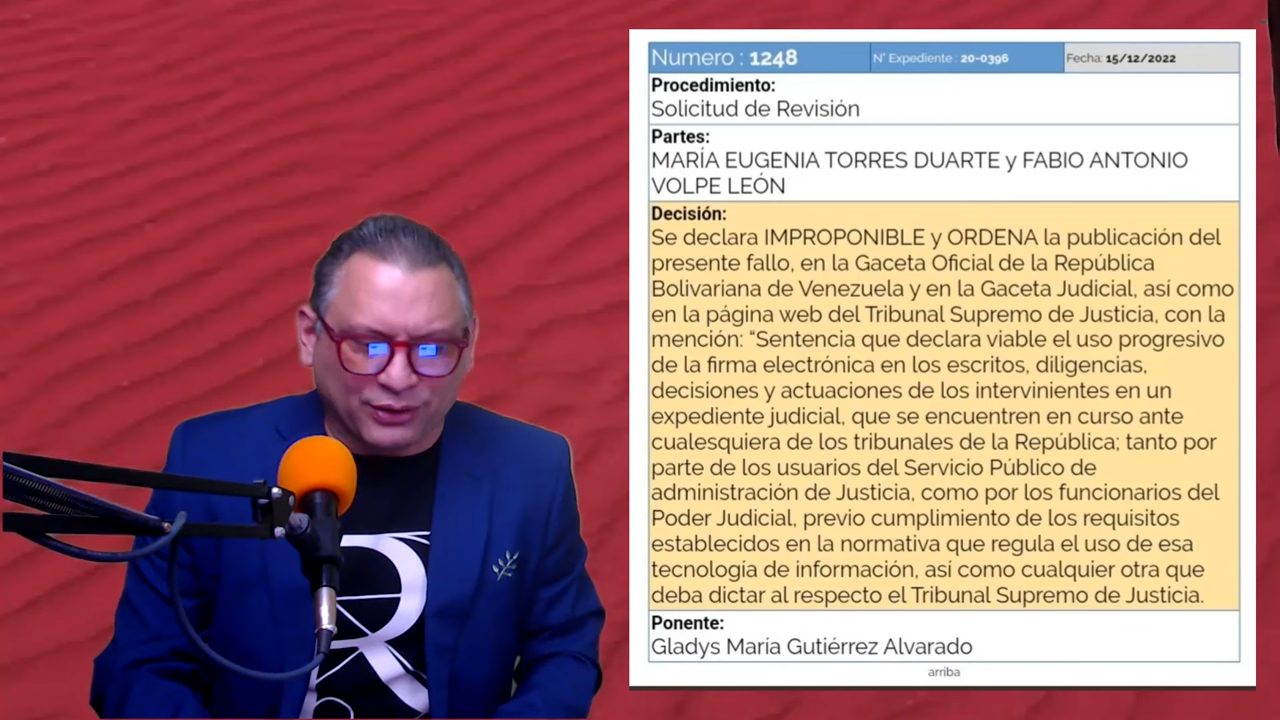 Numero : 1248
N° Expediente : 20-0396
Fecha: 15/12/2022
Procedimiento:
Solicitud de Revisión
Partes:
MARÍA EUGENIA TORRES DUARTE y FABIO ANTONIO
VOLPE LEÓN
Decisión:
Se declara IMPROPONIBLE y ORDENA la publicación del
presente fallo, en la Gaceta Oficial de la República
Bolivariana de Venezuela y en la Gaceta Judicial, así como
en la página web del Tribunal Supremo de Justicia, con la
mención: “Sentencia que declara viable el uso progresivo
de la firma electrónica en los escritos, diligencias,
decisiones y actuaciones de los intervinientes en un
expediente judicial, que se encuentren en curso ante
cualesquiera de los tribunales de la República; tanto por
parte de los usuarios del Servicio Público de
administración de Justicia, como por los funcionarios del
Poder Judicial, previo cumplimiento de los requisitos
establecidos en la normativa que regula el uso de esa
tecnología de información, así como cualquier otra que
deba dictar al respecto el Tribunal Supremo de Justicia.
Ponente:
Gladys María Gutiérrez Alvarado
arriba
R